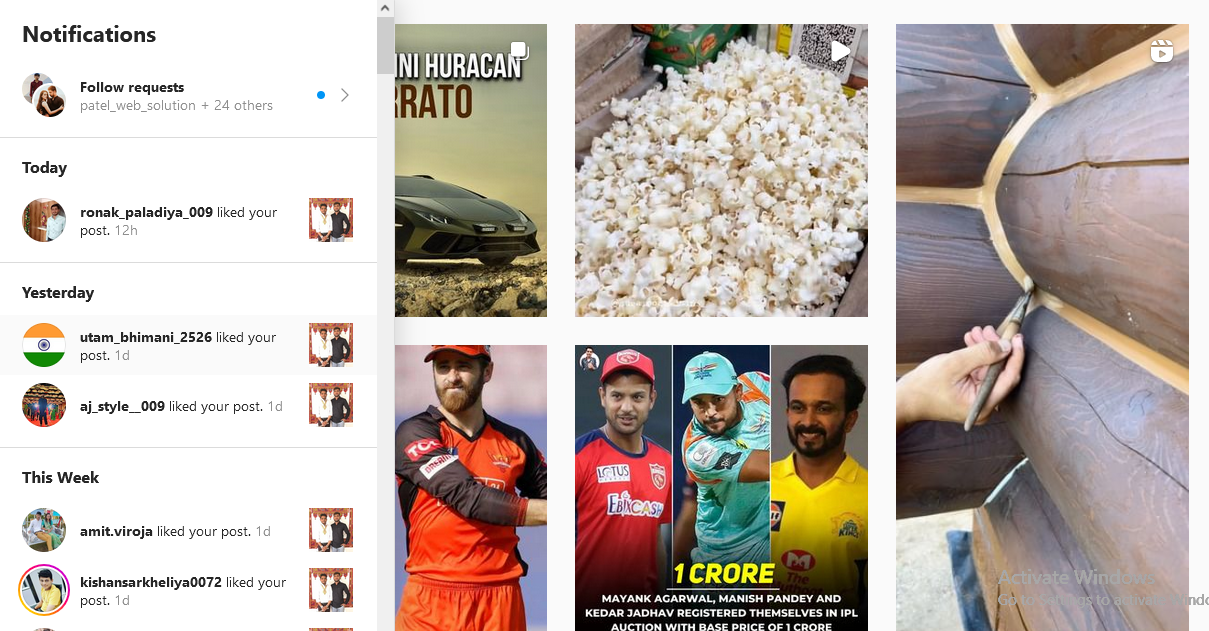 Notifications
Follow requests
patel_web_solution + 24 others
Today
ronak_paladiya_009 liked your
post. 12h
Yesterday
utam_bhimani_2526 liked your
post. 1d
aj_style__009 liked your post. 1d
This Week
amit.viroja liked your post. 1d
kishansarkheliya0072 liked your
post. 1d
INI HURACAN
RRATO
TCL
DREAM11
LOTUS
EBIXCASH
1 CRORE
MAYANK AGARWAL, MANISH PANDEY AND
KEDAR JADHAV REGISTERED THEMSELVES IN IPL
AUCTION WITH BASE PRICE OF 1 CRORE
Activate Windows
Go to Settings to activate Windo